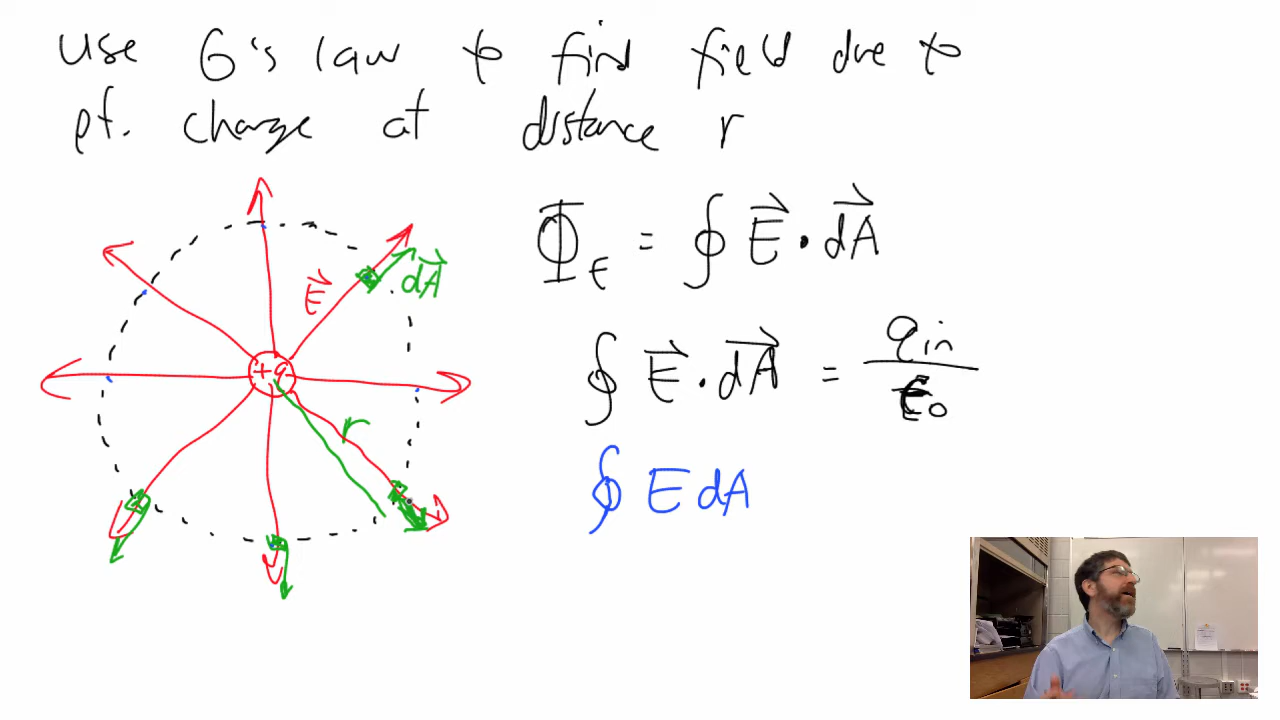 Use G's law to find field due to
pt. charge at distance r
Φ_E = ∮ E⃗ · dA⃗
E⃗ dA⃗
∮ E⃗ · dA⃗ = q_in / ε₀
+q
r
∮ E dA